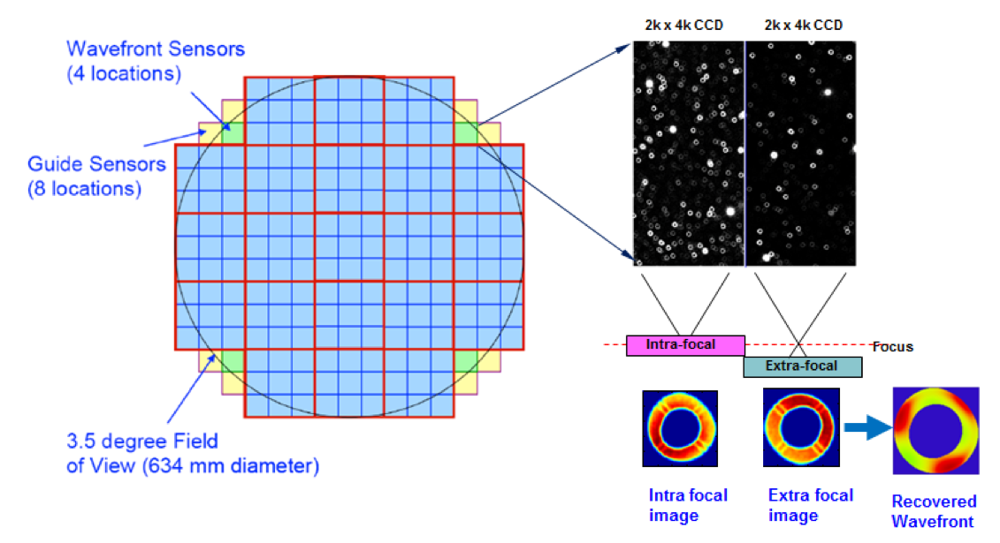 Wavefront Sensors
(4 locations)
Guide Sensors
(8 locations)
3.5 degree Field
of View (634 mm diameter)
2k x 4k CCD
2k x 4k CCD
Intra-focal
Focus
Extra-focal
Intra focal
image
Extra focal
image
Recovered
Wavefront